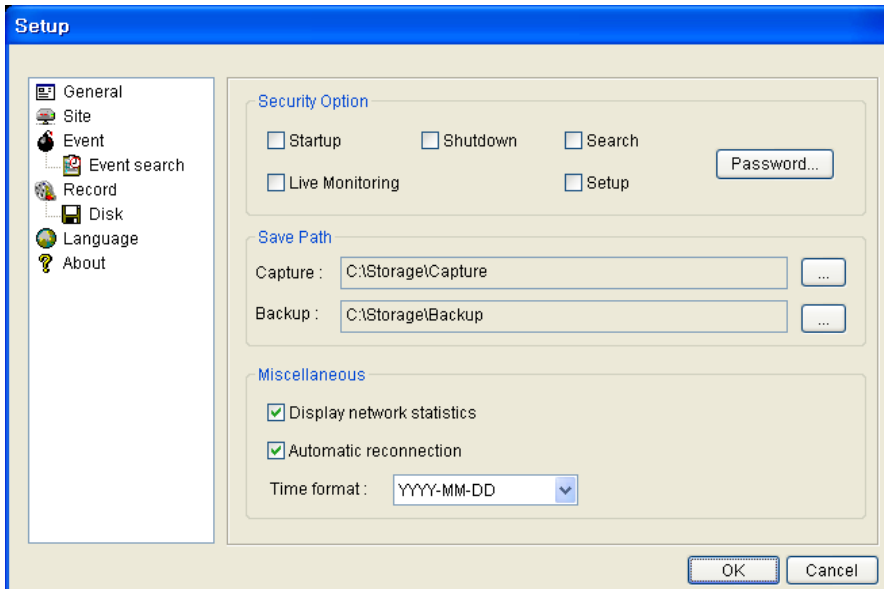 Setup
General
Site
Event
Event search
Record
Disk
Language
About
Security Option
Startup
Shutdown
Search
Live Monitoring
Setup
Password...
Save Path
Capture :
C:\Storage\Capture
...
Backup :
C:\Storage\Backup
...
Miscellaneous
Display network statistics
Automatic reconnection
Time format :
YYYY-MM-DD
OK
Cancel